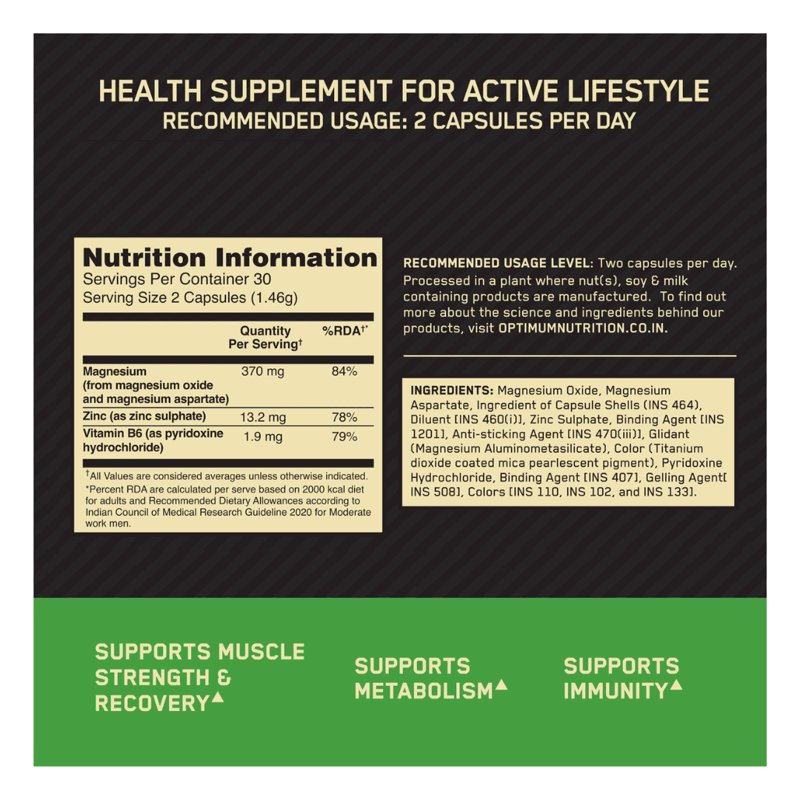 HEALTH SUPPLEMENT FOR ACTIVE LIFESTYLE
RECOMMENDED USAGE: 2 CAPSULES PER DAY
Nutrition Information
Servings Per Container 30
Serving Size 2 Capsules (1.46g)
Quantity Per Serving† %RDA†*
Magnesium
(from magnesium oxide
and magnesium aspartate) 370 mg 84%
Zinc (as zinc sulphate) 13.2 mg 78%
Vitamin B6 (as pyridoxine
hydrochloride) 1.9 mg 79%
†All Values are considered averages unless otherwise indicated.
*Percent RDA are calculated per serve based on 2000 kcal diet
for adults and Recommended Dietary Allowances according to
Indian Council of Medical Research Guideline 2020 for Moderate
work men.
RECOMMENDED USAGE LEVEL: Two capsules per day.
Processed in a plant where nut(s), soy & milk
containing products are manufactured. To find out
more about the science and ingredients behind our
products, visit OPTIMUMNUTRITION.CO.IN.
INGREDIENTS: Magnesium Oxide, Magnesium
Aspartate, Ingredient of Capsule Shells (INS 464),
Diluent [INS 460(i)], Zinc Sulphate, Binding Agent [INS
1201], Anti-sticking Agent [INS 470(iii)], Glidant
(Magnesium Aluminometasilicate), Color (Titanium
dioxide coated mica pearlescent pigment), Pyridoxine
Hydrochloride, Binding Agent [INS 407], Gelling Agent[
INS 508], Colors [INS 110, INS 102, and INS 133].
SUPPORTS MUSCLE
STRENGTH &
RECOVERY▲
SUPPORTS
METABOLISM▲
SUPPORTS
IMMUNITY▲